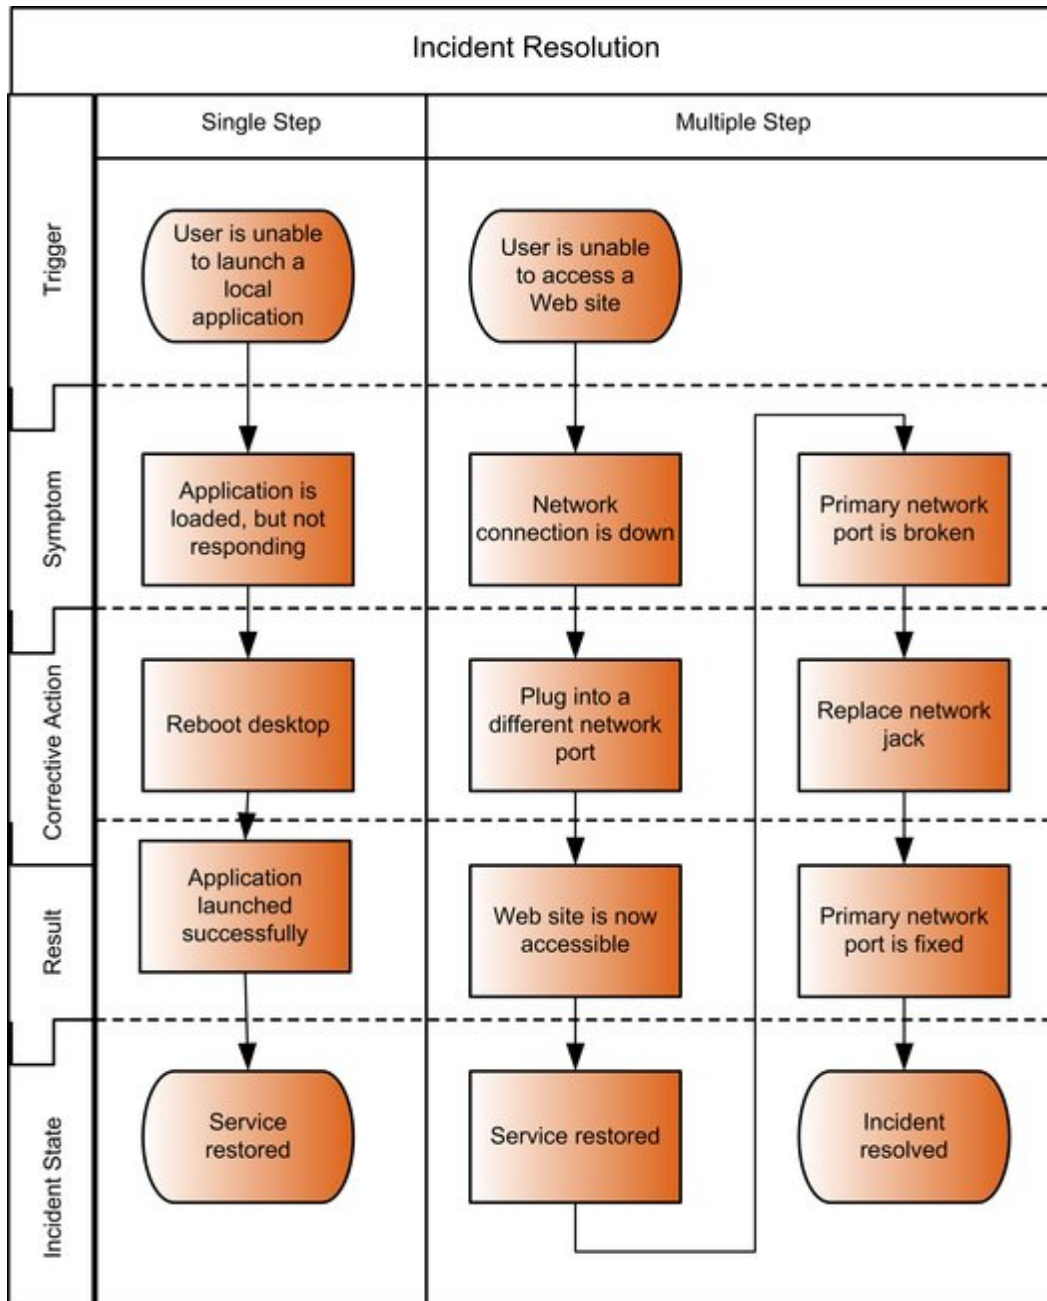 Incident Resolution
Single Step
Multiple Step
Trigger
User is unable
to launch a
local
application
User is unable
to access a
Web site
Symptom
Application is
loaded, but not
responding
Network
connection is down
Primary network
port is broken
Corrective Action
Reboot desktop
Plug into a
different network
port
Replace network
jack
Result
Application
launched
successfully
Web site is now
accessible
Primary network
port is fixed
Incident State
Service
restored
Service restored
Incident
resolved